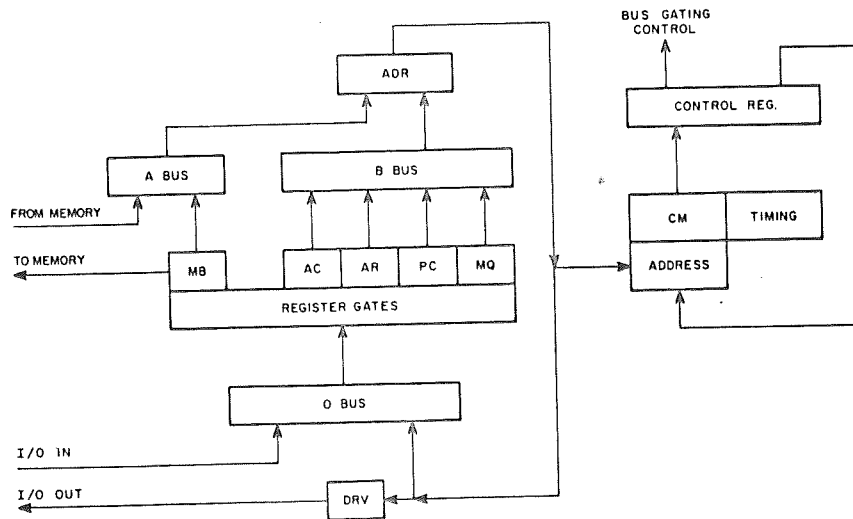 BUS GATING
CONTROL
ADR
CONTROL REG.
A BUS
B BUS
FROM MEMORY
CM
TIMING
TO MEMORY
MB
AC
AR
PC
MQ
ADDRESS
REGISTER GATES
O BUS
I/O IN
I/O OUT
DRV